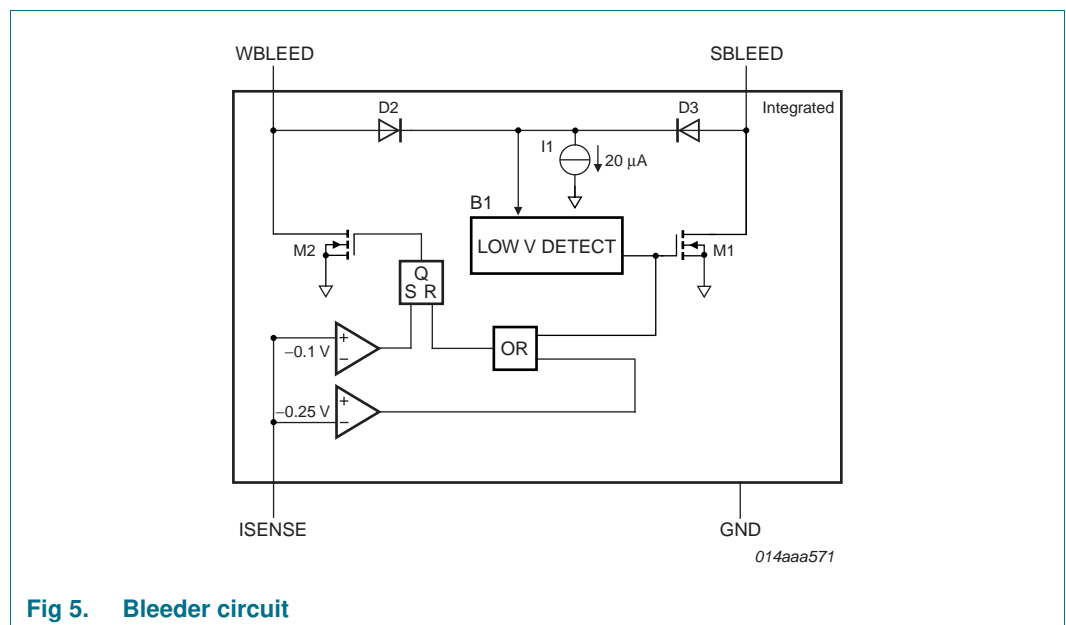 WBLEED
SBLEED
Integrated
D2
D3
I1
20 μA
B1
LOW V DETECT
M2
M1
Q
S R
+
−0.1 V
−
OR
+
−0.25 V
−
ISENSE
GND
014aaa571
Fig 5. Bleeder circuit